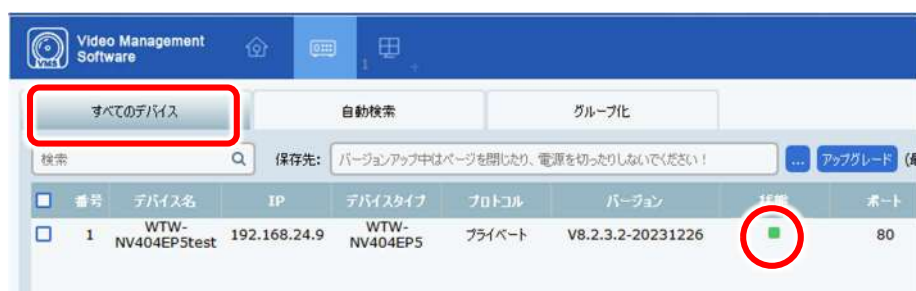 Video Management
Software
VMS
1
すべてのデバイス 自動検索 グループ化
検索 保存先: バージョンアップ中はページを閉じたり、電源を切ったりしないでください! ... アップグレード
番号 デバイス名 IP デバイスタイプ プロトコル バージョン 状態 ポート
1 WTW-NV404EP5test 192.168.24.9 WTW-NV404EP5 プライベート V8.2.3.2-20231226 80